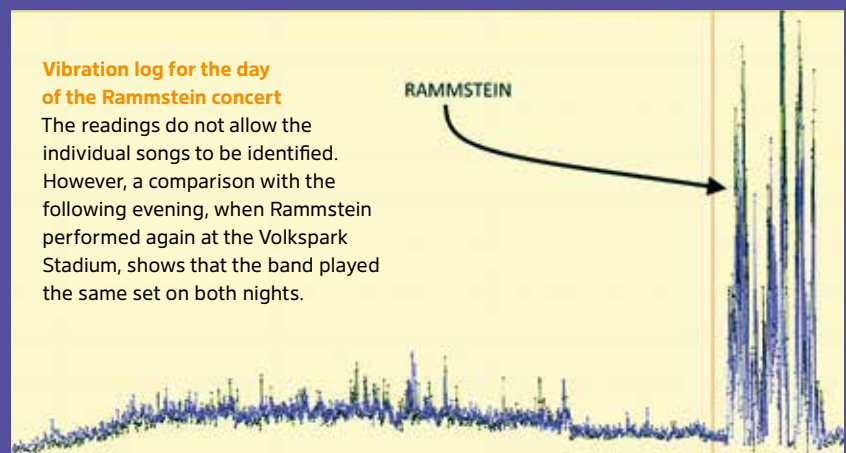 Vibration log for the day
of the Rammstein concert
The readings do not allow the
individual songs to be identified.
However, a comparison with the
following evening, when Rammstein
performed again at the Volkspark
Stadium, shows that the band played
the same set on both nights.
RAMMSTEIN